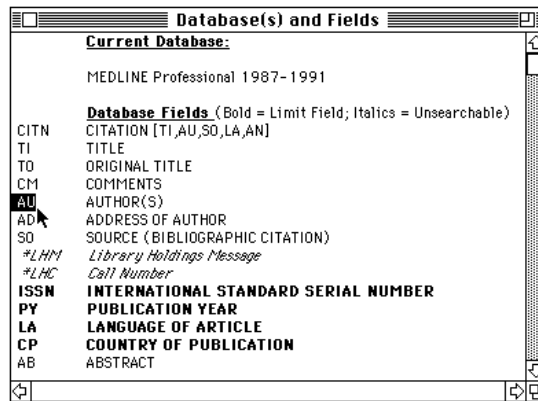 Database(s) and Fields
Current Database:
MEDLINE Professional 1987-1991
Database Fields (Bold = Limit Field; Italics = Unsearchable)
CITN CITATION [TI,AU,SO,LA,AN]
TI TITLE
TO ORIGINAL TITLE
CM COMMENTS
AU AUTHOR(S)
AD ADDRESS OF AUTHOR
SO SOURCE (BIBLIOGRAPHIC CITATION)
*LHM Library Holdings Message
*LHC Call Number
ISSN INTERNATIONAL STANDARD SERIAL NUMBER
PY PUBLICATION YEAR
LA LANGUAGE OF ARTICLE
CP COUNTRY OF PUBLICATION
AB ABSTRACT